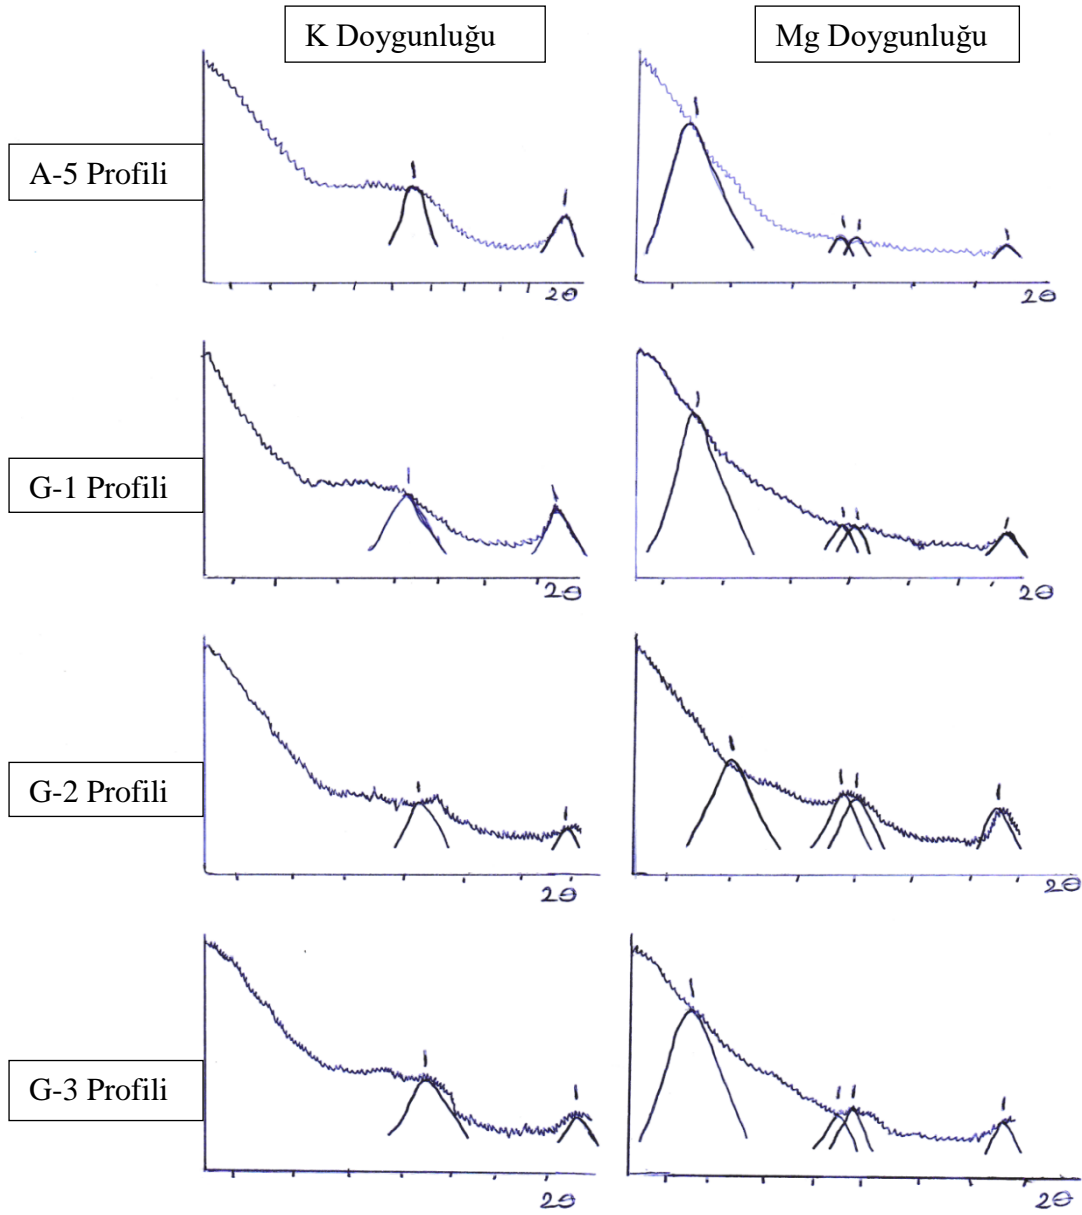 K Doygunluğu
Mg Doygunluğu
A-5 Profili
2θ
2θ
G-1 Profili
2θ
2θ
G-2 Profili
2θ
2θ
G-3 Profili
2θ
2θ